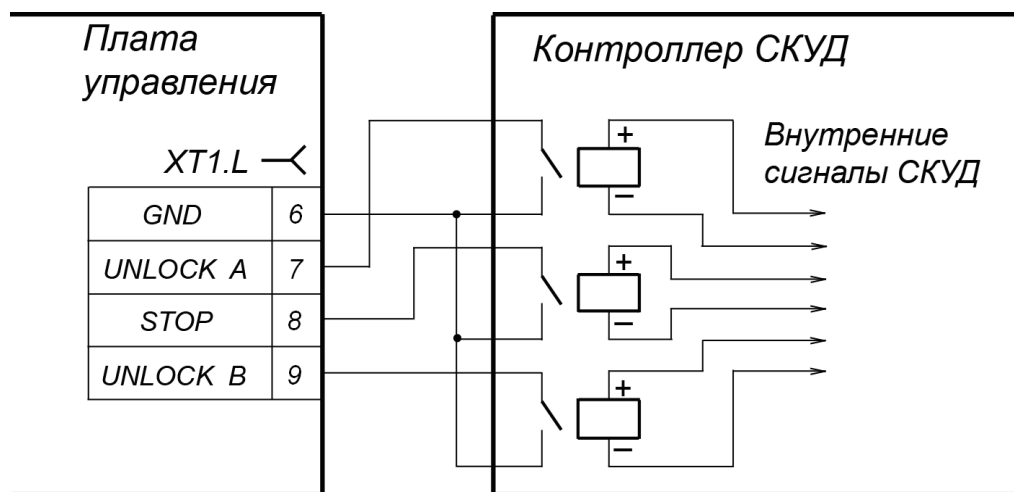 Плата
управления
Контроллер СКУД
XT1.L
GND 6
UNLOCK A 7
STOP 8
UNLOCK B 9
+
−
+
−
+
−
Внутренние
сигналы СКУД